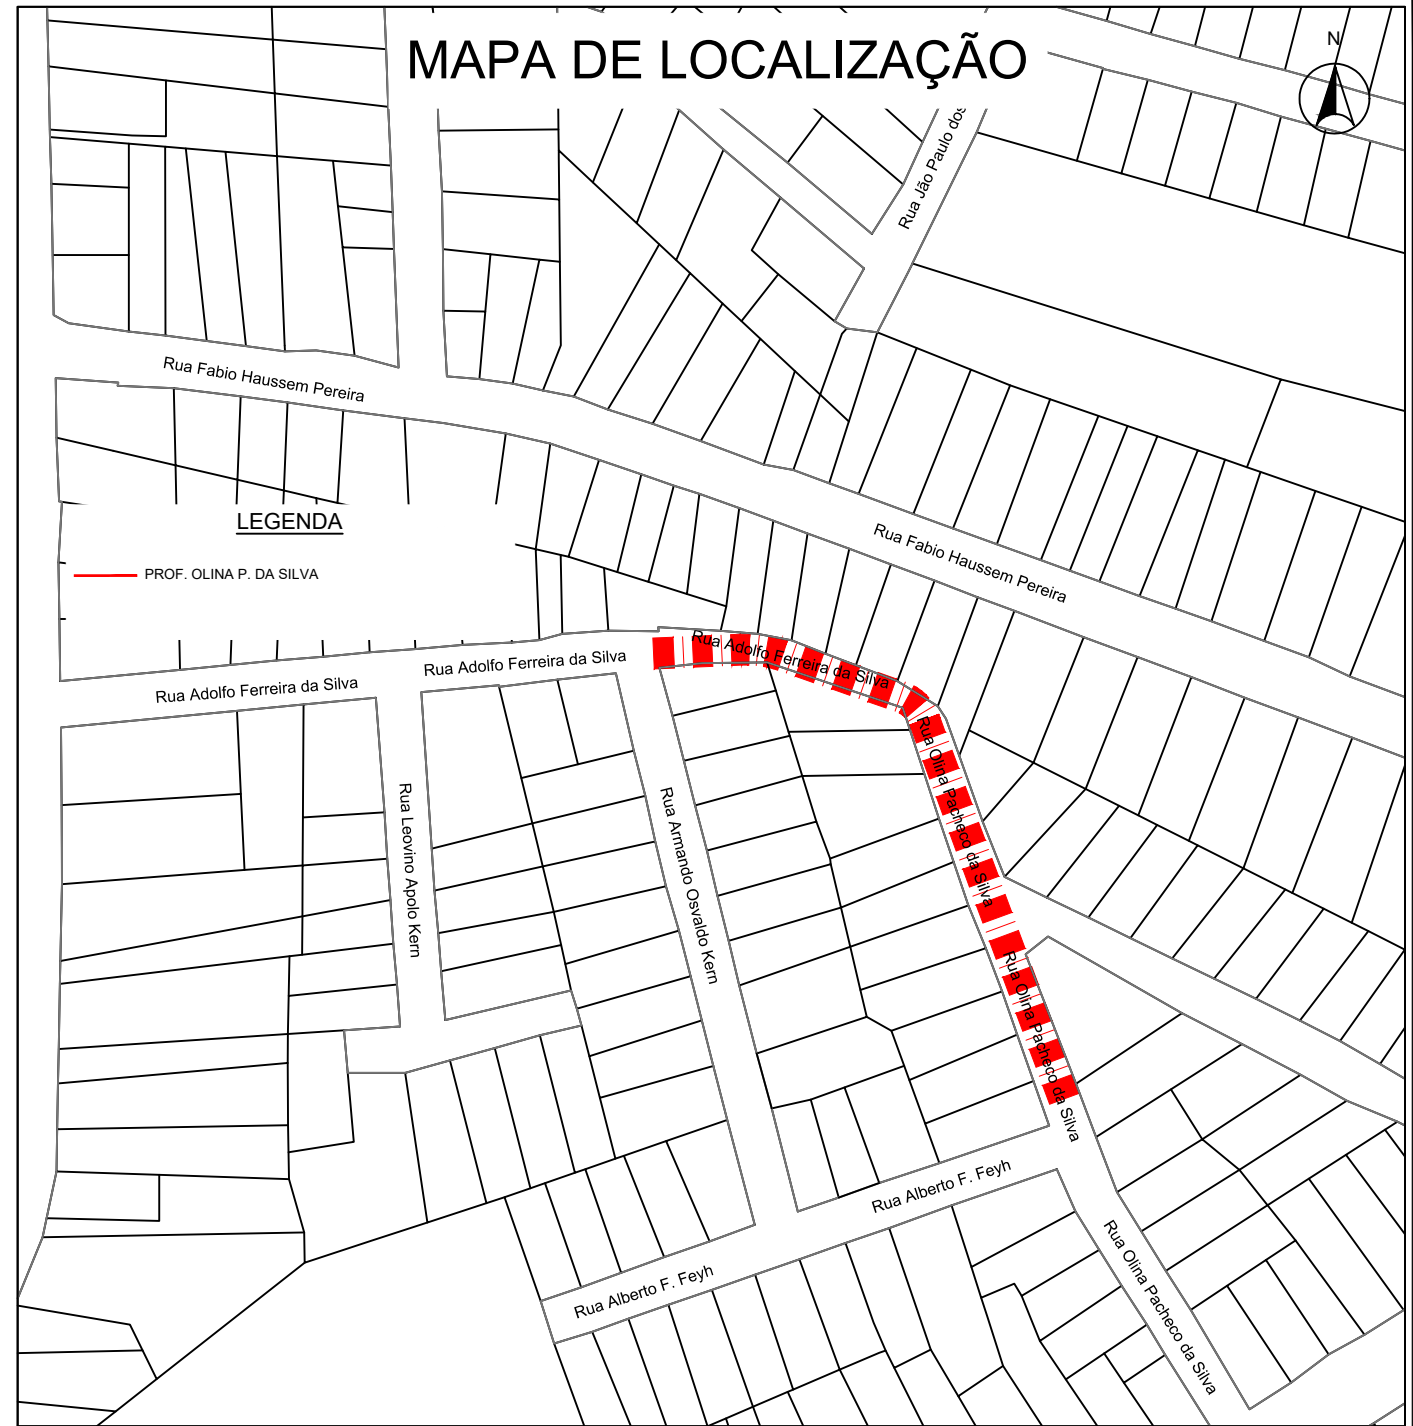 MAPA DE LOCALIZAÇÃO
N
Rua Jão Paulo dos
Rua Fabio Haussem Pereira
LEGENDA
PROF. OLINA P. DA SILVA
Rua Fabio Haussem Pereira
Rua Adolfo Ferreira da Silva
Rua Adolfo Ferreira da Silva
Rua Adolfo Ferreira da Silva
Rua Olina Pacheco da Silva
Rua Leovino Apolo Kern
Rua Armando Osvaldo Kern
Rua Olina Pacheco da Silva
Rua Alberto F. Feyh
Rua Alberto F. Feyh
Rua Olina Pacheco da Silva